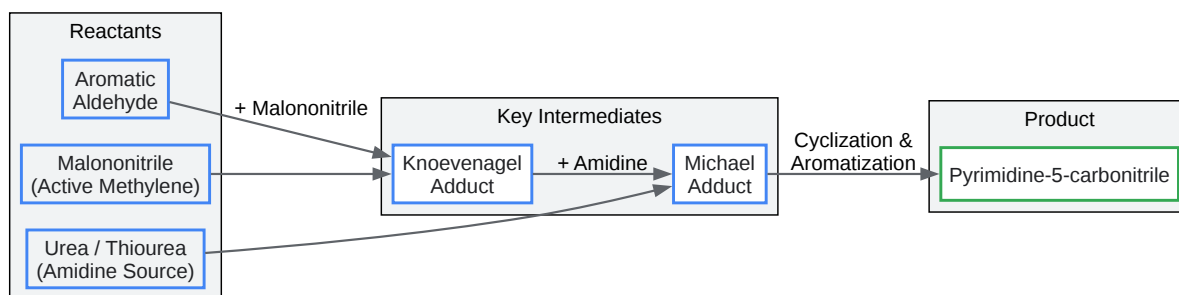 Reactants
Aromatic
Aldehyde
+ Malononitrile
Malononitrile
(Active Methylene)
Urea / Thiourea
(Amidine Source)
Key Intermediates
Knoevenagel
Adduct
+ Amidine
Michael
Adduct
Cyclization &
Aromatization
Product
Pyrimidine-5-carbonitrile